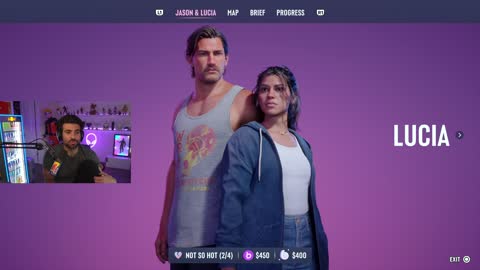 JASON & LUCIA MAP BRIEF PROGRESS
LUCIA
NOT SO HOT (2/4) $450 $400
EXIT